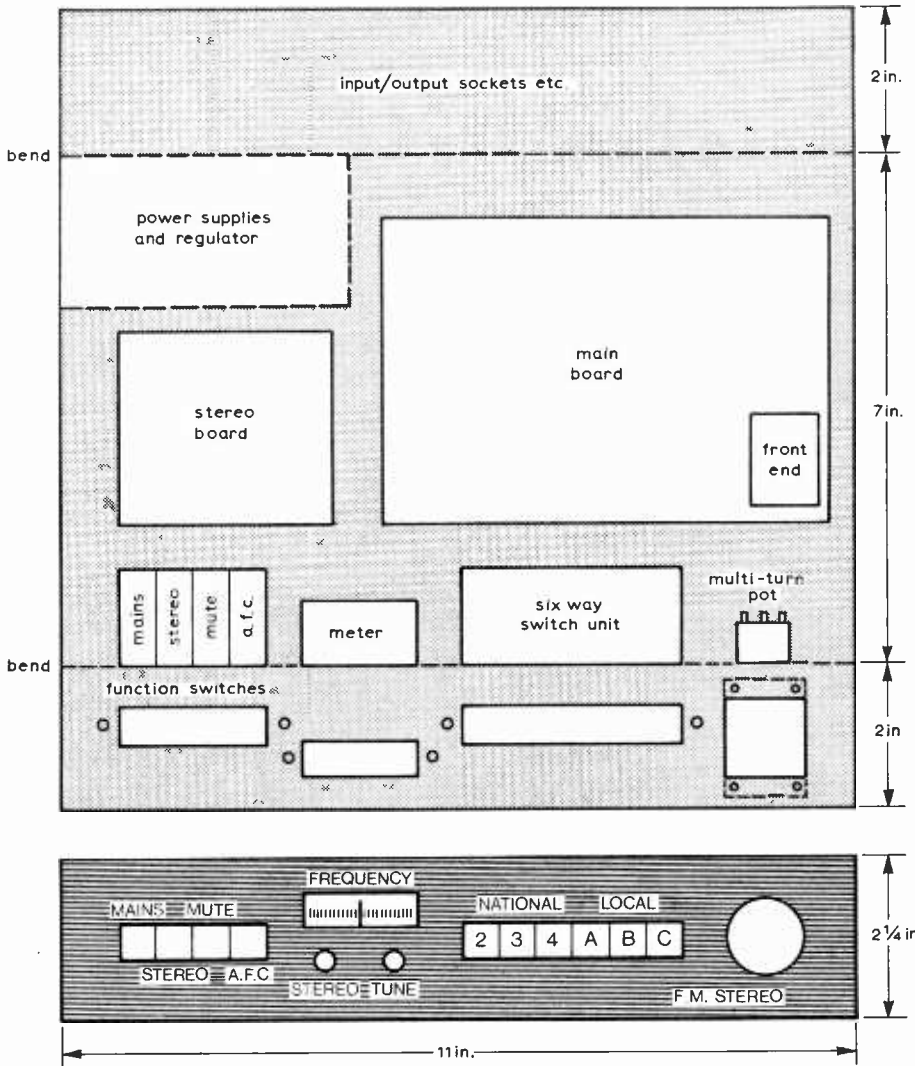 input/output sockets etc
2in.
bend
power supplies
and regulator
main
board
7in.
stereo
board
front
end
mains
stereo
mute
a.f.c.
meter
six way
switch unit
multi-turn
pot
bend
function switches
2in
FREQUENCY
MAINS MUTE
NATIONAL LOCAL
2 3 4 A B C
2 1/4 in
STEREO A.F.C
STEREO TUNE
F.M. STEREO
11in.